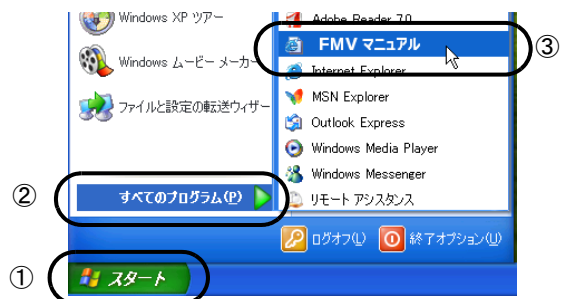 Windows XP ツアー
Windows ムービー メーカー
ファイルと設定の転送ウィザー
Adobe Reader 7.0
FMV マニュアル
③
Internet Explorer
MSN Explorer
Outlook Express
Windows Media Player
Windows Messenger
リモート アシスタンス
② すべてのプログラム(P)
ログオフ(L) 終了オプション(U)
① スタート